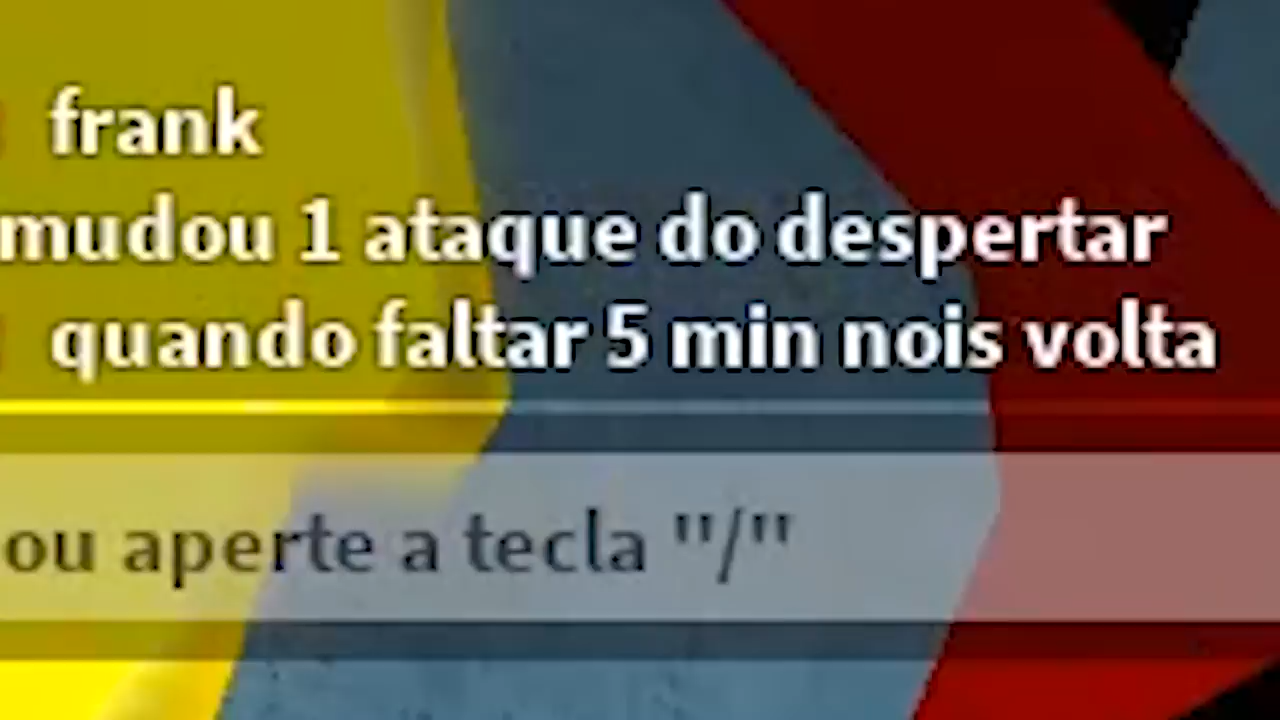 frank
mudou 1 ataque do despertar
quando faltar 5 min nois volta
ou aperte a tecla "/"